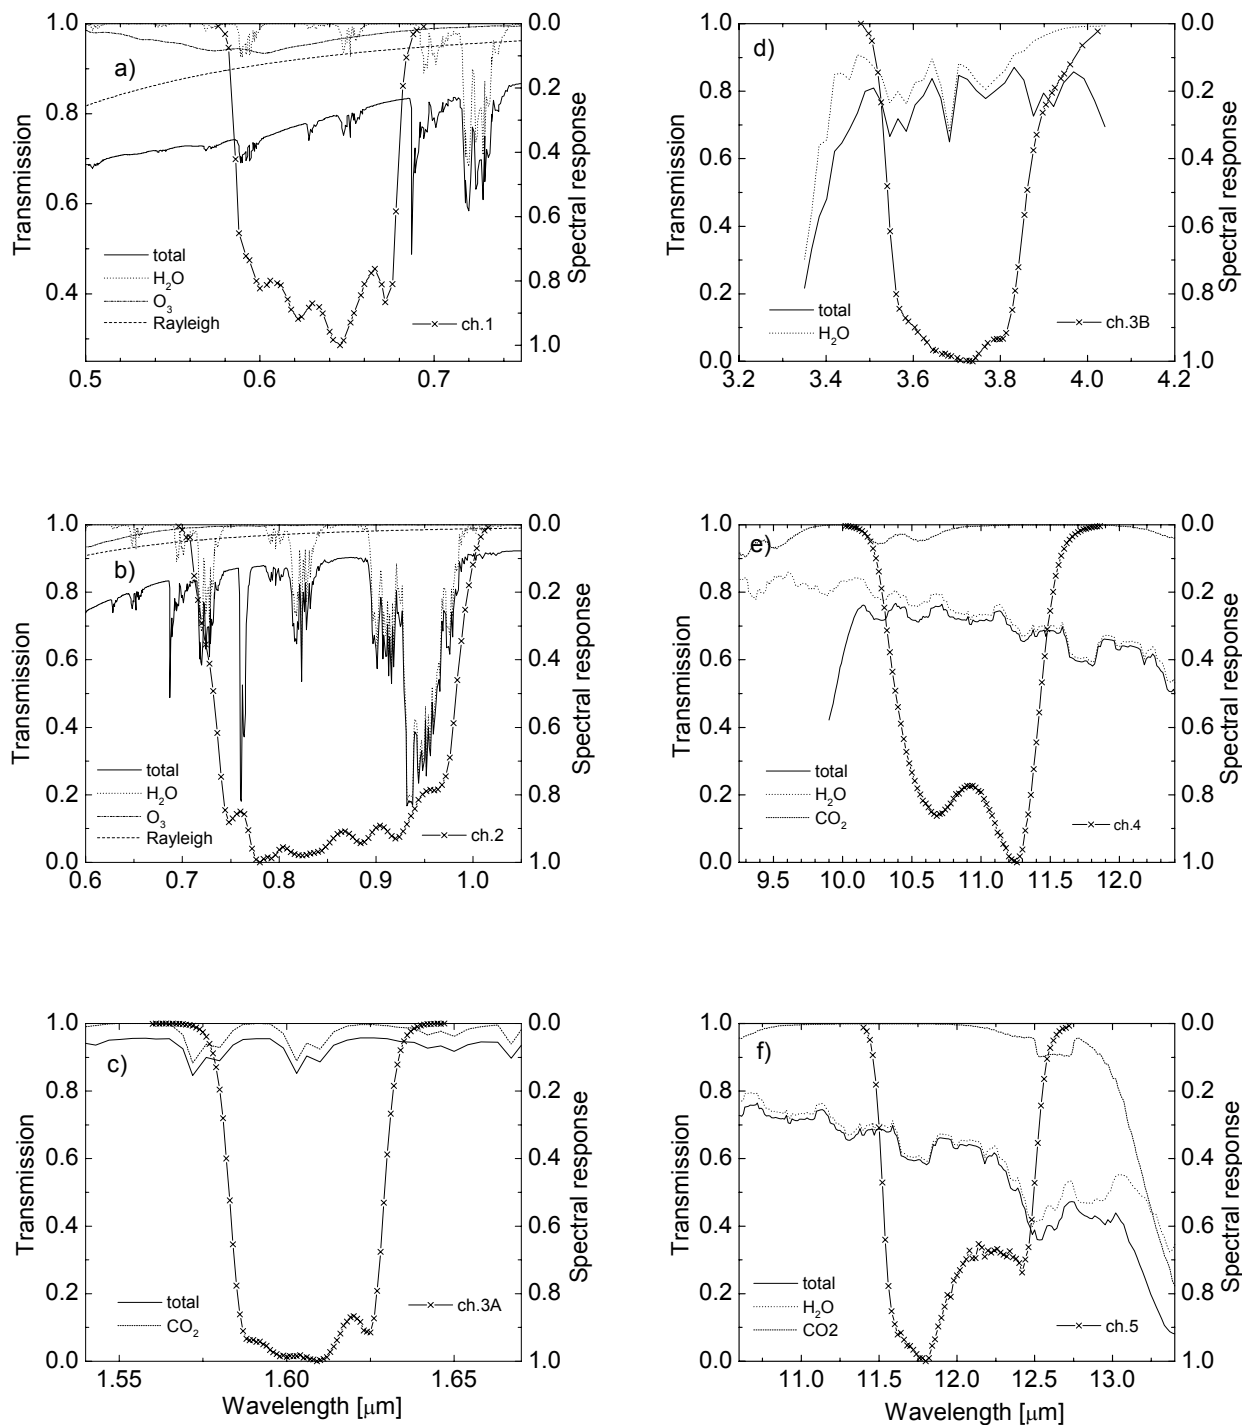 a)
Transmission
1.0
0.9
0.8
0.7
0.6
0.5
0.4
0.5
0.6
0.7
0.0
0.2
0.4
0.6
0.8
1.0
Spectral response
total
H₂O
O₃
Rayleigh
ch.1
d)
Transmission
1.0
0.8
0.6
0.4
0.2
0.0
3.2
3.4
3.6
3.8
4.0
4.2
0.0
0.2
0.4
0.6
0.8
1.0
Spectral response
total
H₂O
ch.3B
b)
Transmission
1.0
0.8
0.6
0.4
0.2
0.0
0.6
0.7
0.8
0.9
1.0
0.0
0.2
0.4
0.6
0.8
1.0
Spectral response
total
H₂O
O₃
Rayleigh
ch.2
e)
Transmission
1.0
0.8
0.6
0.4
0.2
0.0
9.5
10.0
10.5
11.0
11.5
12.0
0.0
0.2
0.4
0.6
0.8
1.0
Spectral response
total
H₂O
CO₂
ch.4
c)
Transmission
1.0
0.8
0.6
0.4
0.2
0.0
1.55
1.60
1.65
Wavelength [μm]
0.0
0.2
0.4
0.6
0.8
1.0
Spectral response
total
CO₂
ch.3A
f)
Transmission
1.0
0.8
0.6
0.4
0.2
0.0
11.0
11.5
12.0
12.5
13.0
Wavelength [μm]
0.0
0.2
0.4
0.6
0.8
1.0
Spectral response
total
H₂O
CO2
ch.5